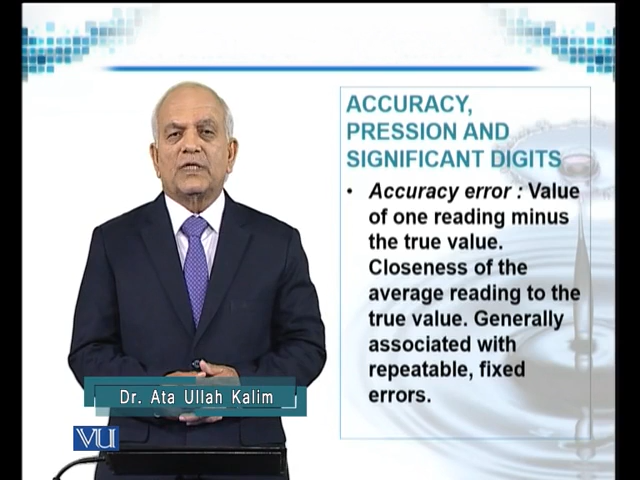 ACCURACY,
PRESSION AND
SIGNIFICANT DIGITS
• Accuracy error : Value
of one reading minus
the true value.
Closeness of the
average reading to the
true value. Generally
associated with
repeatable, fixed
errors.
Dr. Ata Ullah Kalim
VU